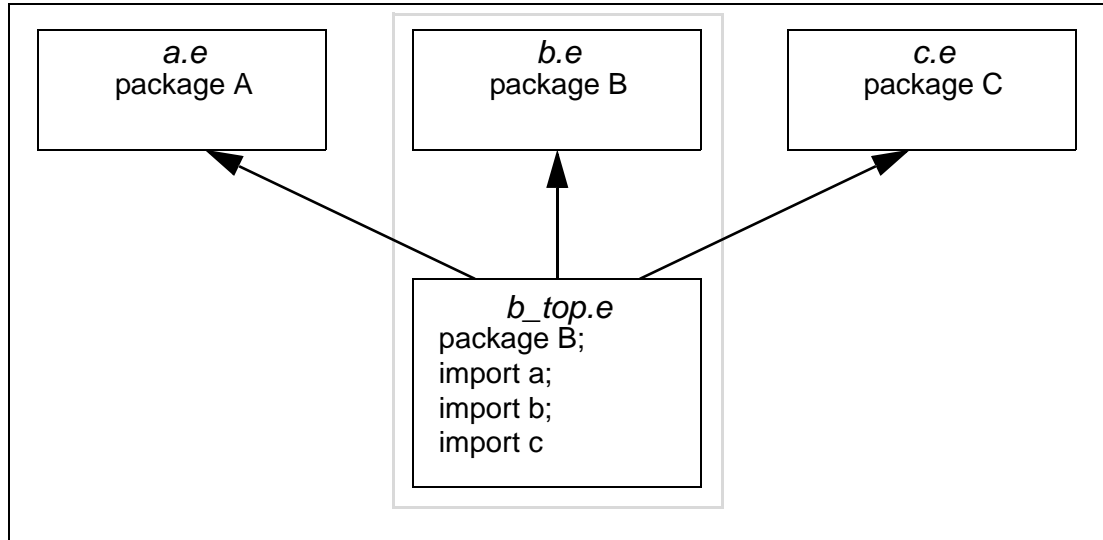 a.e
package A
b.e
package B
c.e
package C
b_top.e
package B;
import a;
import b;
import c